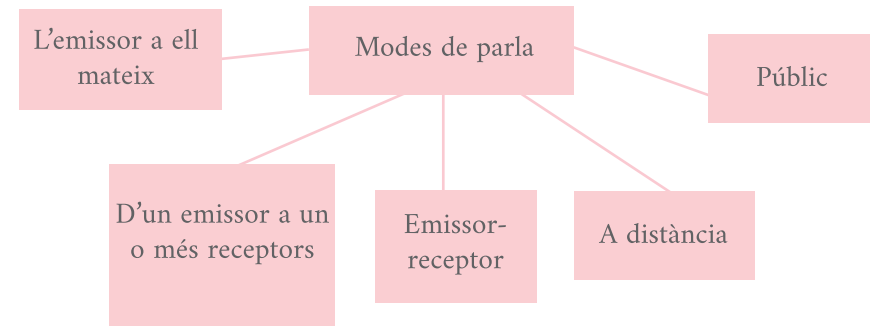 L’emissor a ell
mateix
Modes de parla
Públic
D’un emissor a un
o més receptors
Emissor-
receptor
A distància